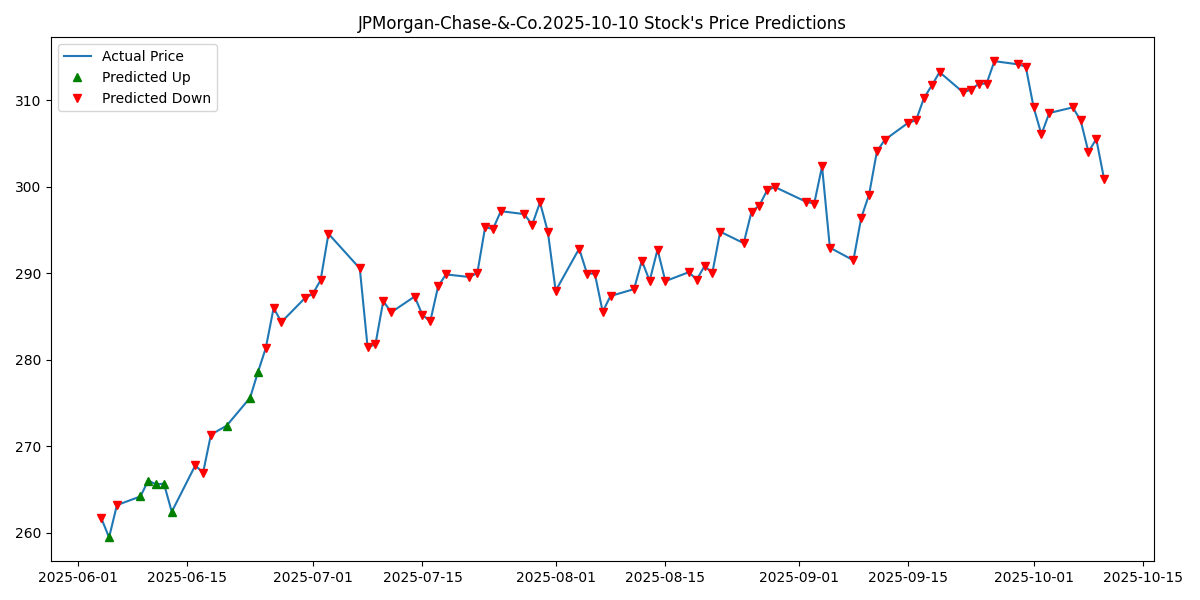 JPMorgan-Chase-&-Co.2025-10-10 Stock's Price Predictions
Actual Price
Predicted Up
Predicted Down
310
300
290
280
270
260
2025-06-01 2025-06-15 2025-07-01 2025-07-15 2025-08-01 2025-08-15 2025-09-01 2025-09-15 2025-10-01 2025-10-15